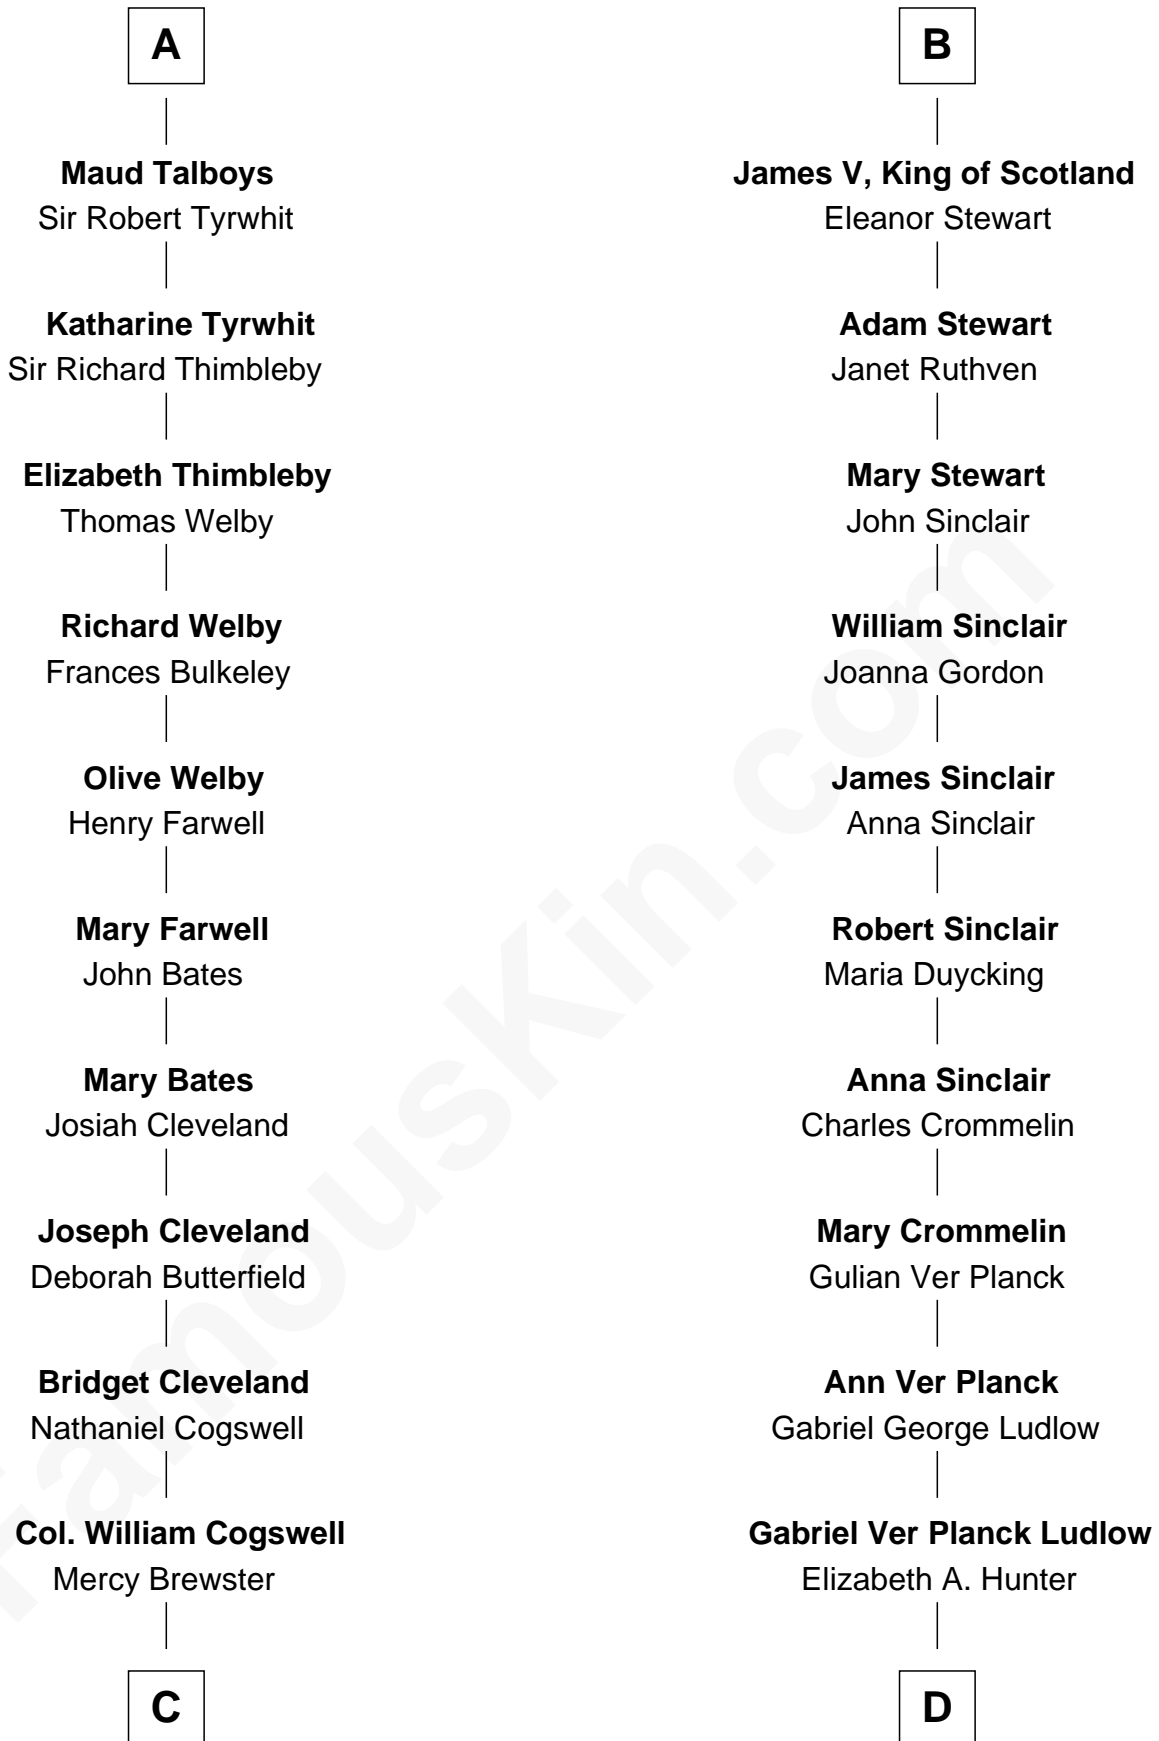 A
Maud Talboys
Sir Robert Tyrwhit
Katharine Tyrwhit
Sir Richard Thimbleby
Elizabeth Thimbleby
Thomas Welby
Richard Welby
Frances Bulkeley
Olive Welby
Henry Farwell
Mary Farwell
John Bates
Mary Bates
Josiah Cleveland
Joseph Cleveland
Deborah Butterfield
Bridget Cleveland
Nathaniel Cogswell
Col. William Cogswell
Mercy Brewster
C
B
James V, King of Scotland
Eleanor Stewart
Adam Stewart
Janet Ruthven
Mary Stewart
John Sinclair
William Sinclair
Joanna Gordon
James Sinclair
Anna Sinclair
Robert Sinclair
Maria Duycking
Anna Sinclair
Charles Crommelin
Mary Crommelin
Gulian Ver Planck
Ann Ver Planck
Gabriel George Ludlow
Gabriel Ver Planck Ludlow
Elizabeth A. Hunter
D
FamousKin.com